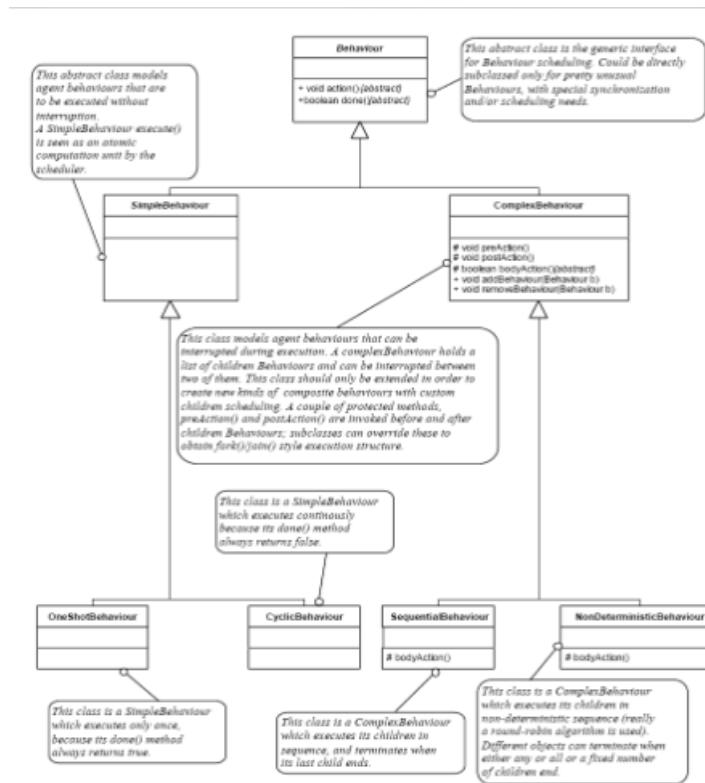 Behaviour
+ void action(){abstract}
+boolean done(){abstract}
This abstract class is the generic interface
for Behaviour scheduling. Could be directly
subclassed only for pretty unusual
Behaviours, with special synchronization
and/or scheduling needs.
This abstract class models
agent behaviours that are
to be executed without
interruption.
A SimpleBehaviour execute()
is seen as an atomic
computation unit by the
scheduler.
SimpleBehaviour
ComplexBehaviour
# void preAction()
# void postAction()
# boolean bodyAction(){abstract}
+ void addBehaviour(Behaviour b)
+ void removeBehaviour(Behaviour b)
This class models agent behaviours that can be
interrupted during execution. A complexBehaviour holds a
list of children Behaviours and can be interrupted between
two of them. This class should only be extended in order to
create new kinds of composite behaviours with custom
children scheduling. A couple of protected methods,
preAction() and postAction() are invoked before and after
children Behaviours; subclasses can override these to
obtain fork()/join() style execution structure.
This class is a SimpleBehaviour
which executes continously
because its done() method
always returns false.
OneShotBehaviour
CyclicBehaviour
SequentialBehaviour
# bodyAction()
NonDeterministicBehaviour
# bodyAction()
This class is a SimpleBehaviour
which executes only once,
because its done() method
always returns true.
This class is a ComplexBehaviour
which executes its children in
sequence, and terminates when
its last child ends.
This class is a ComplexBehaviour
which executes its children in
non-deterministic sequence (really
a round-robin algorithm is used).
Different objects can terminate when
either any or all or a fixed number
of children end.